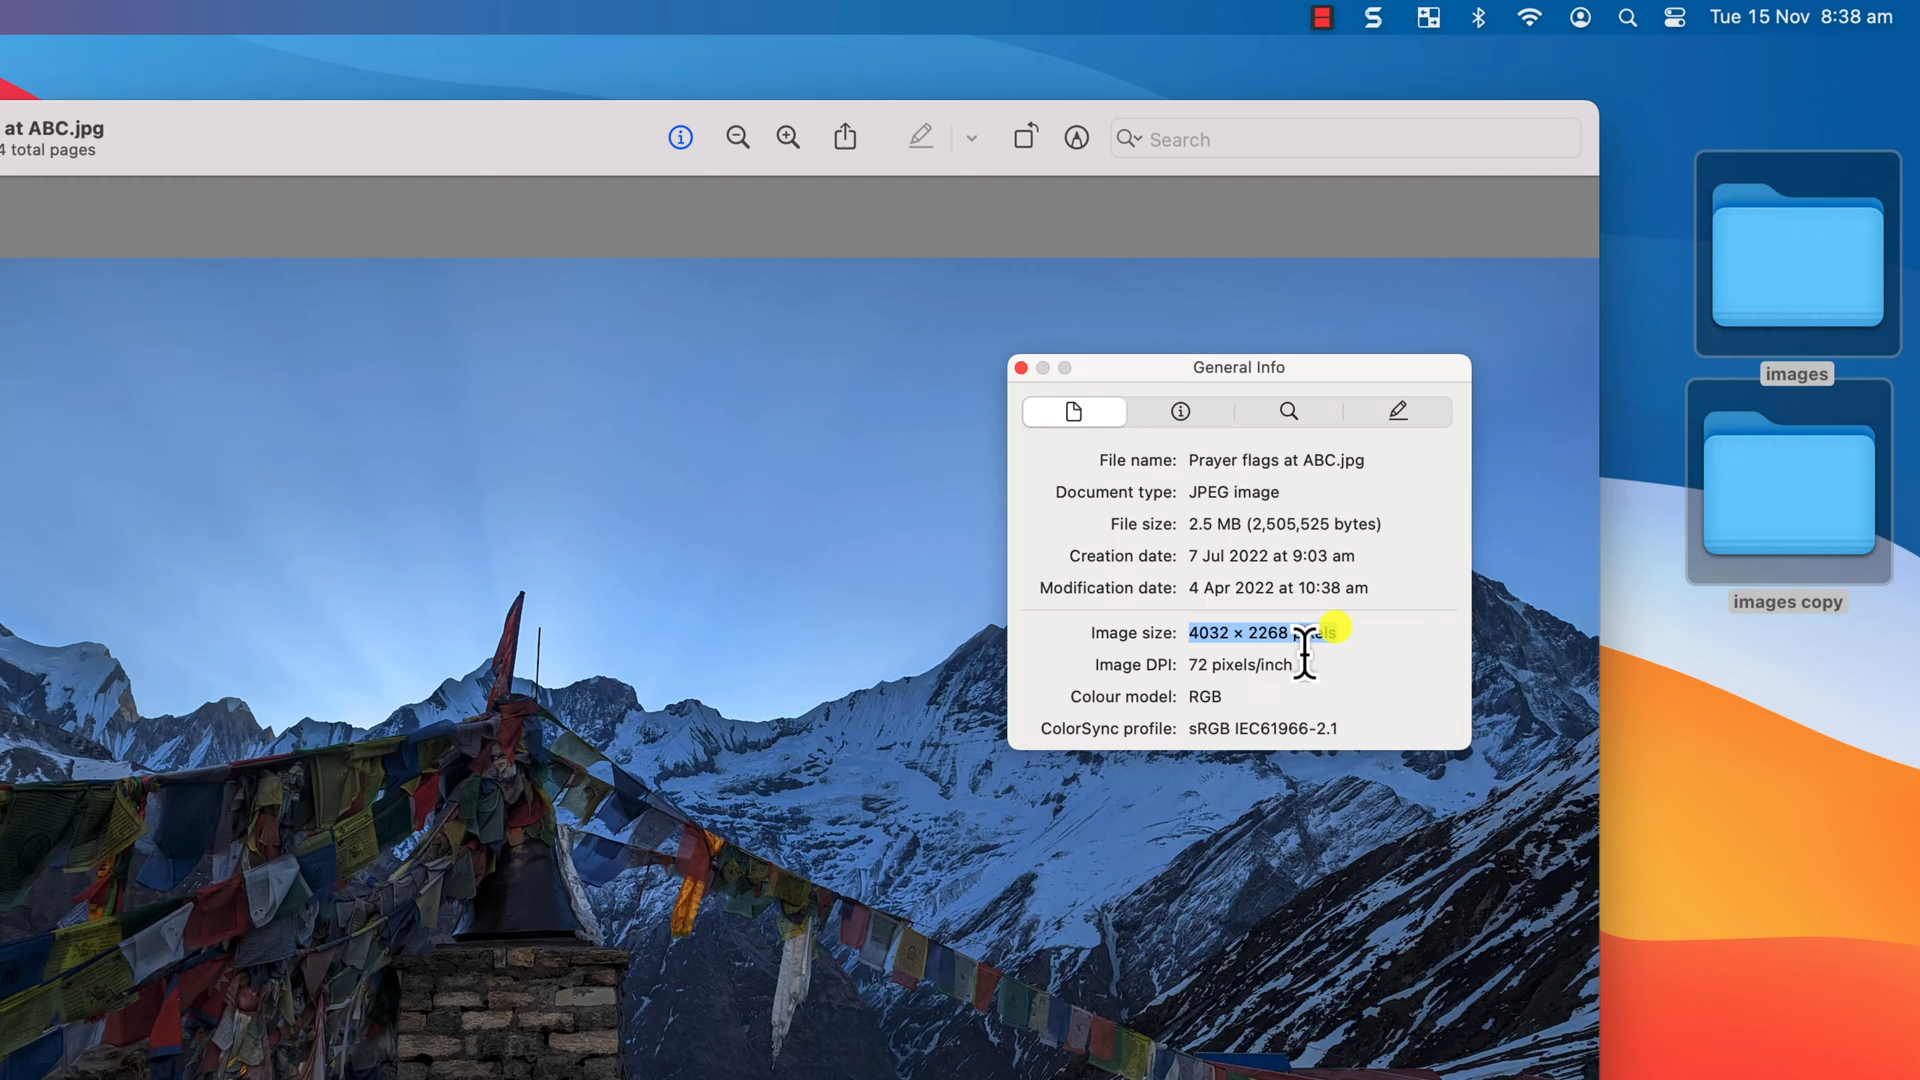 Tue 15 Nov 8:38 am
at ABC.jpg
4 total pages
Search
images
images copy
General Info
File name: Prayer flags at ABC.jpg
Document type: JPEG image
File size: 2.5 MB (2,505,525 bytes)
Creation date: 7 Jul 2022 at 9:03 am
Modification date: 4 Apr 2022 at 10:38 am
Image size: 4032 × 2268 pixels
Image DPI: 72 pixels/inch
Colour model: RGB
ColorSync profile: sRGB IEC61966-2.1